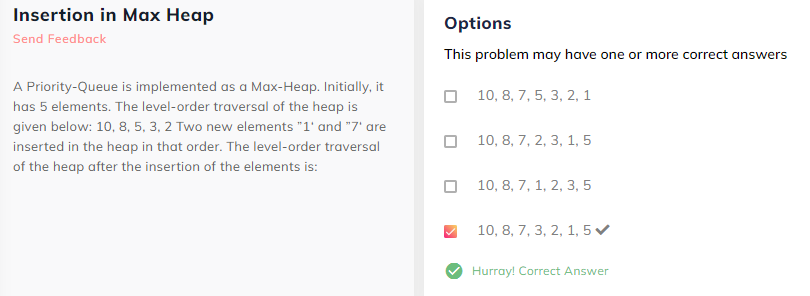 Insertion in Max Heap
Send Feedback
A Priority-Queue is implemented as a Max-Heap. Initially, it
has 5 elements. The level-order traversal of the heap is
given below: 10, 8, 5, 3, 2 Two new elements ”1‘ and ”7‘ are
inserted in the heap in that order. The level-order traversal
of the heap after the insertion of the elements is:
Options
This problem may have one or more correct answers
10, 8, 7, 5, 3, 2, 1
10, 8, 7, 2, 3, 1, 5
10, 8, 7, 1, 2, 3, 5
10, 8, 7, 3, 2, 1, 5
Hurray! Correct Answer